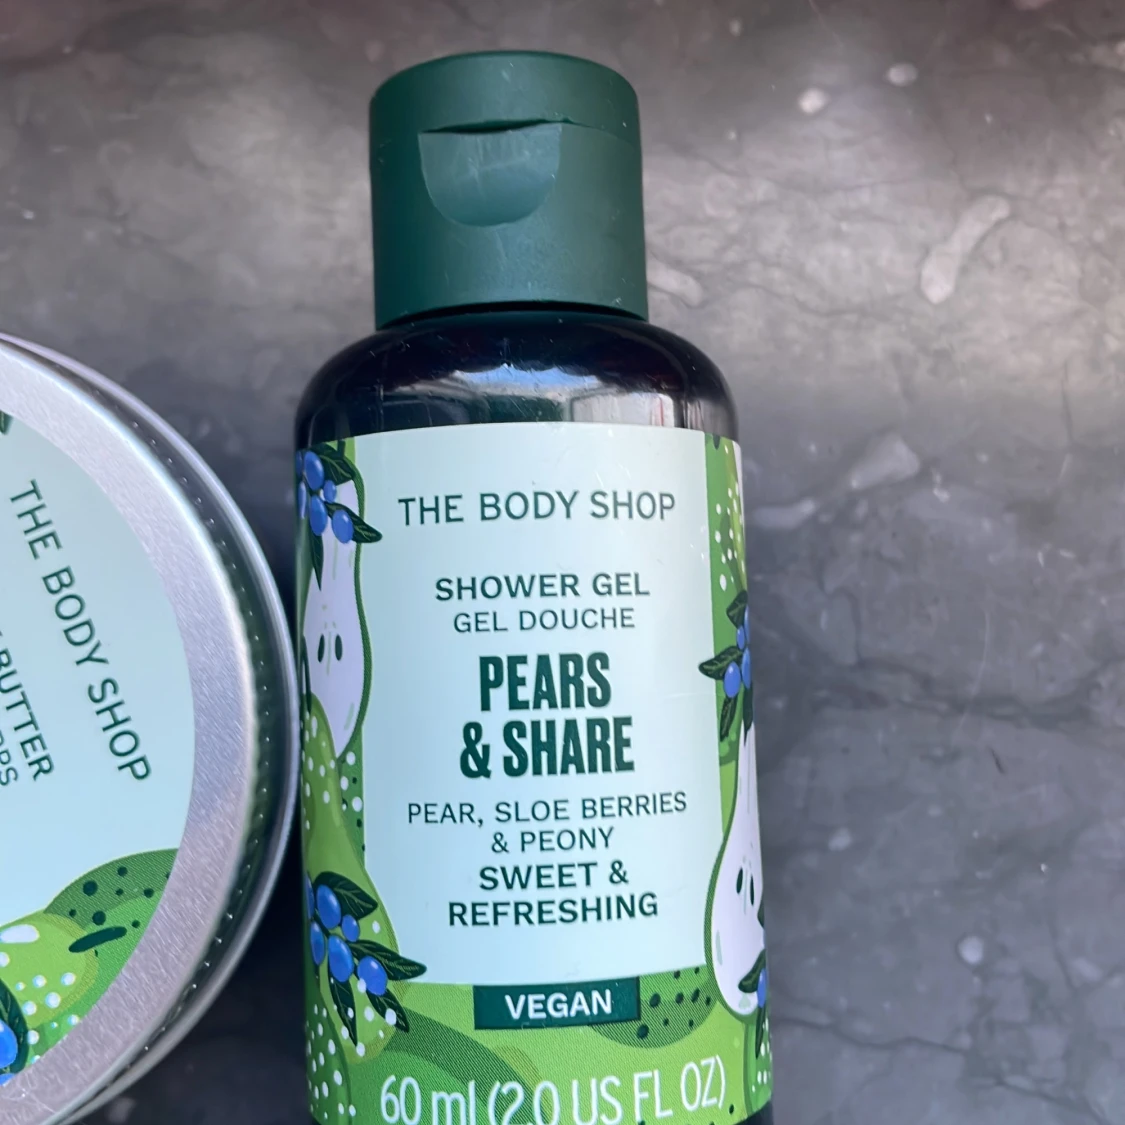 THE BODY SHOP
BUTTER
THE BODY SHOP
SHOWER GEL
GEL DOUCHE
PEARS
& SHARE
PEAR, SLOE BERRIES
& PEONY
SWEET &
REFRESHING
VEGAN
60 ml (2.0 US FL OZ)